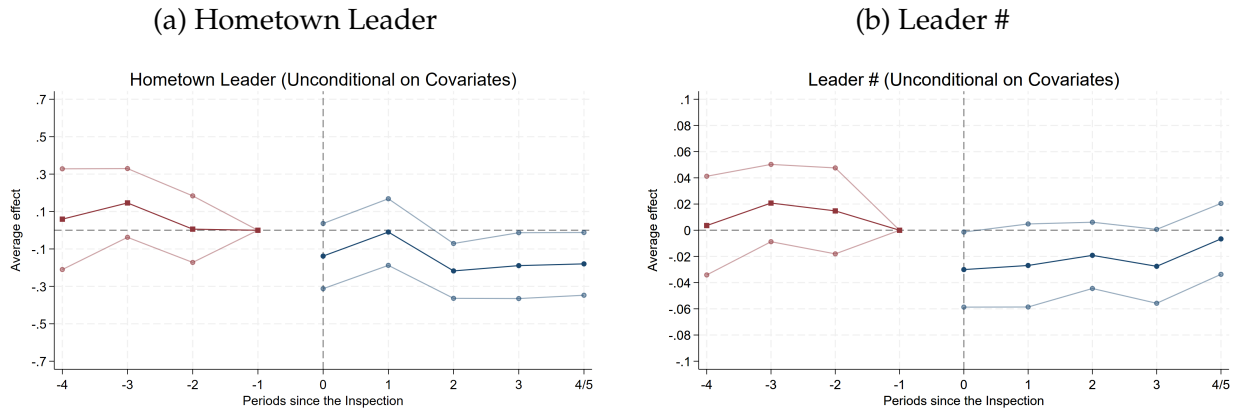 (a) Hometown Leader
Hometown Leader (Unconditional on Covariates)
Average effect
.7
.5
.3
.1
-.1
-.3
-.5
-.7
-4 -3 -2 -1 0 1 2 3 4/5
Periods since the Inspection
(b) Leader #
Leader # (Unconditional on Covariates)
Average effect
.1
.08
.06
.04
.02
0
-.02
-.04
-.06
-.08
-.1
-4 -3 -2 -1 0 1 2 3 4/5
Periods since the Inspection